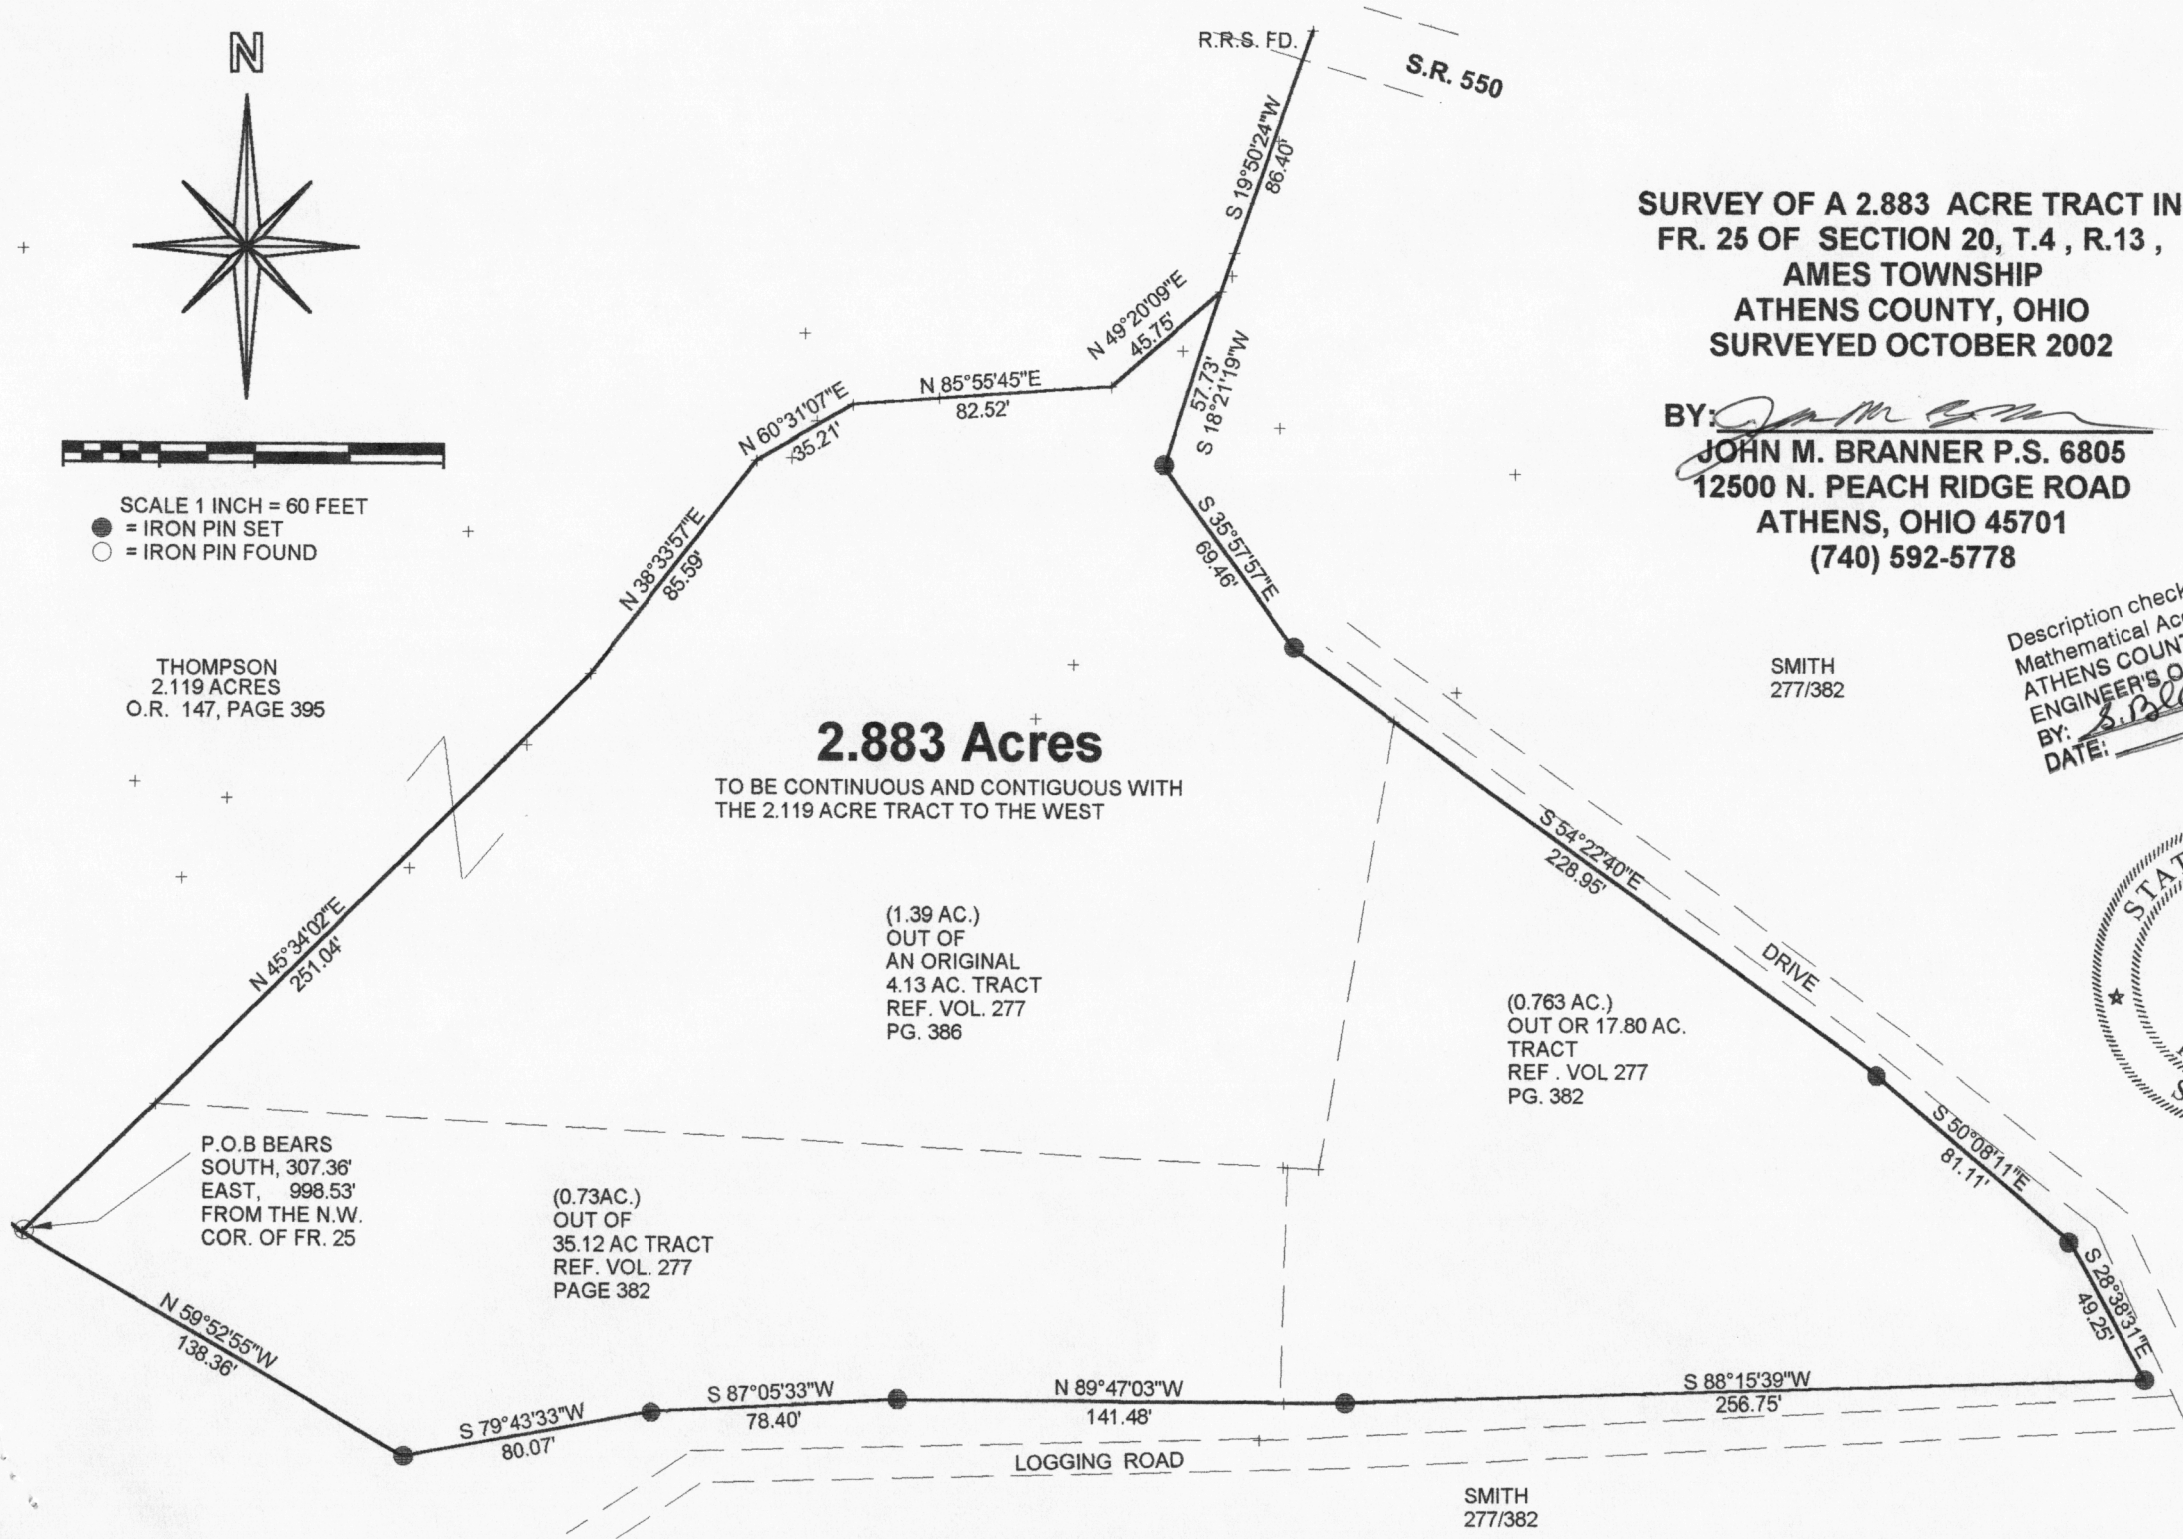 N
R.R.S. FD.
S.R. 550
S 19°50'24"W
86.40'
SURVEY OF A 2.883 ACRE TRACT IN
FR. 25 OF SECTION 20, T.4 , R.13 ,
AMES TOWNSHIP
ATHENS COUNTY, OHIO
SURVEYED OCTOBER 2002
BY:
JOHN M. BRANNER P.S. 6805
12500 N. PEACH RIDGE ROAD
ATHENS, OHIO 45701
(740) 592-5778
SCALE 1 INCH = 60 FEET
= IRON PIN SET
= IRON PIN FOUND
N 49°20'09"E
45.75'
57.73'
S 18°21'19"W
N 85°55'45"E
82.52'
N 60°31'07"E
35.21'
N 38°33'57"E
85.59'
S 35°57'57"E
69.46'
Description check
Mathematical Acc
ATHENS COUNT
ENGINEER'S O
BY:
DATE:
THOMPSON
2.119 ACRES
O.R. 147, PAGE 395
SMITH
277/382
2.883 Acres
TO BE CONTINUOUS AND CONTIGUOUS WITH
THE 2.119 ACRE TRACT TO THE WEST
S 54°22'40"E
228.95'
N 45°34'02"E
251.04'
(1.39 AC.)
OUT OF
AN ORIGINAL
4.13 AC. TRACT
REF. VOL. 277
PG. 386
DRIVE
STAT
(0.763 AC.)
OUT OR 17.80 AC.
TRACT
REF . VOL 277
PG. 382
S 50°08'11"E
81.11'
P.O.B BEARS
SOUTH, 307.36'
EAST, 998.53'
FROM THE N.W.
COR. OF FR. 25
(0.73AC.)
OUT OF
35.12 AC TRACT
REF. VOL. 277
PAGE 382
S 28°38'31"E
49.25'
N 59°52'55"W
138.36'
S 79°43'33"W
80.07'
S 87°05'33"W
78.40'
N 89°47'03"W
141.48'
S 88°15'39"W
256.75'
LOGGING ROAD
SMITH
277/382